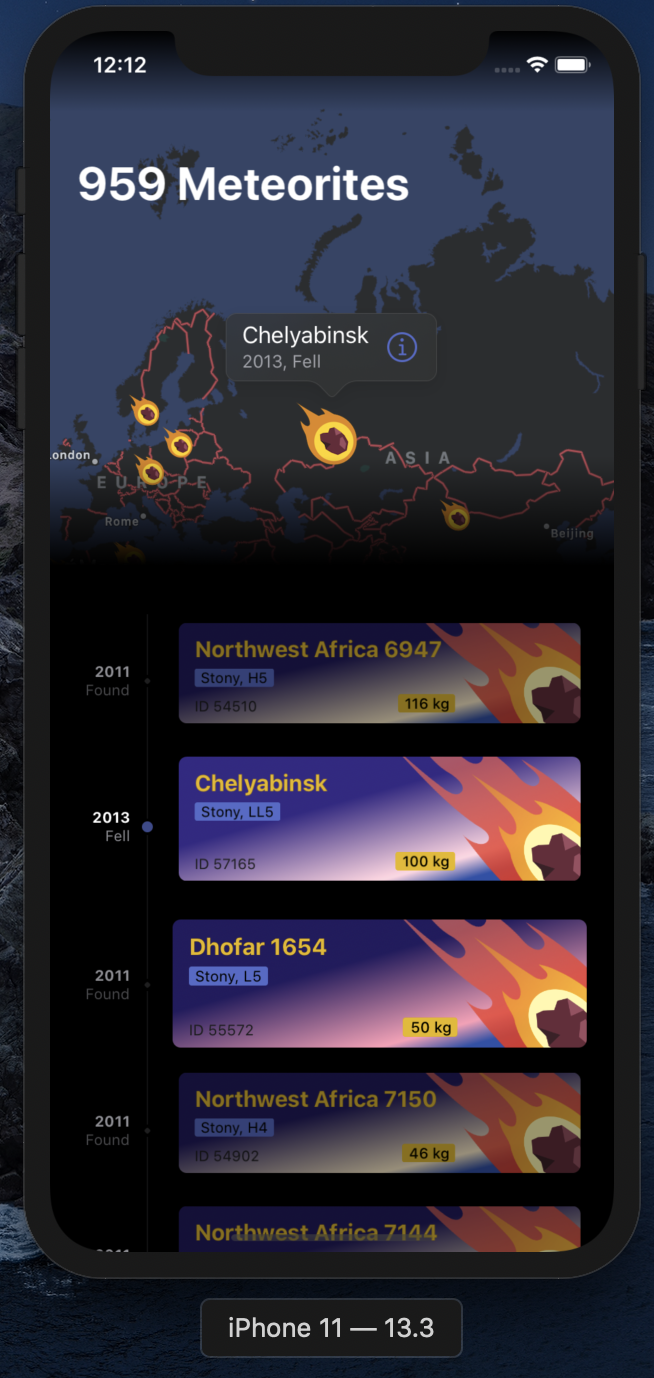 12:12
959 Meteorites
Chelyabinsk
2013, Fell
London
ASIA
EUROPE
Rome
Beijing
2011
Found
Northwest Africa 6947
Stony, H5
ID 54510
116 kg
2013
Fell
Chelyabinsk
Stony, LL5
ID 57165
100 kg
2011
Found
Dhofar 1654
Stony, L5
ID 55572
50 kg
2011
Found
Northwest Africa 7150
Stony, H4
ID 54902
46 kg
2011
Northwest Africa 7144
iPhone 11 — 13.3